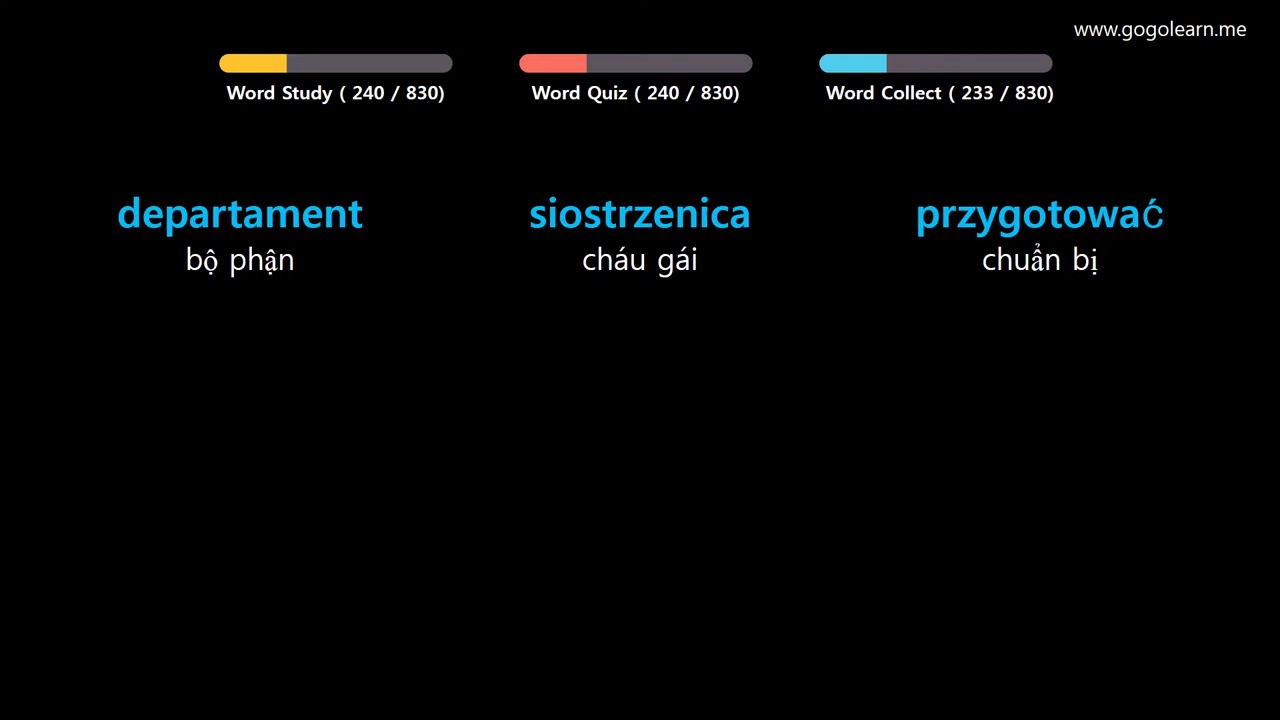 www.gogolearn.me
Word Study ( 240 / 830)
Word Quiz ( 240 / 830)
Word Collect ( 233 / 830)
departament
bộ phận
siostrzenica
cháu gái
przygotować
chuẩn bị